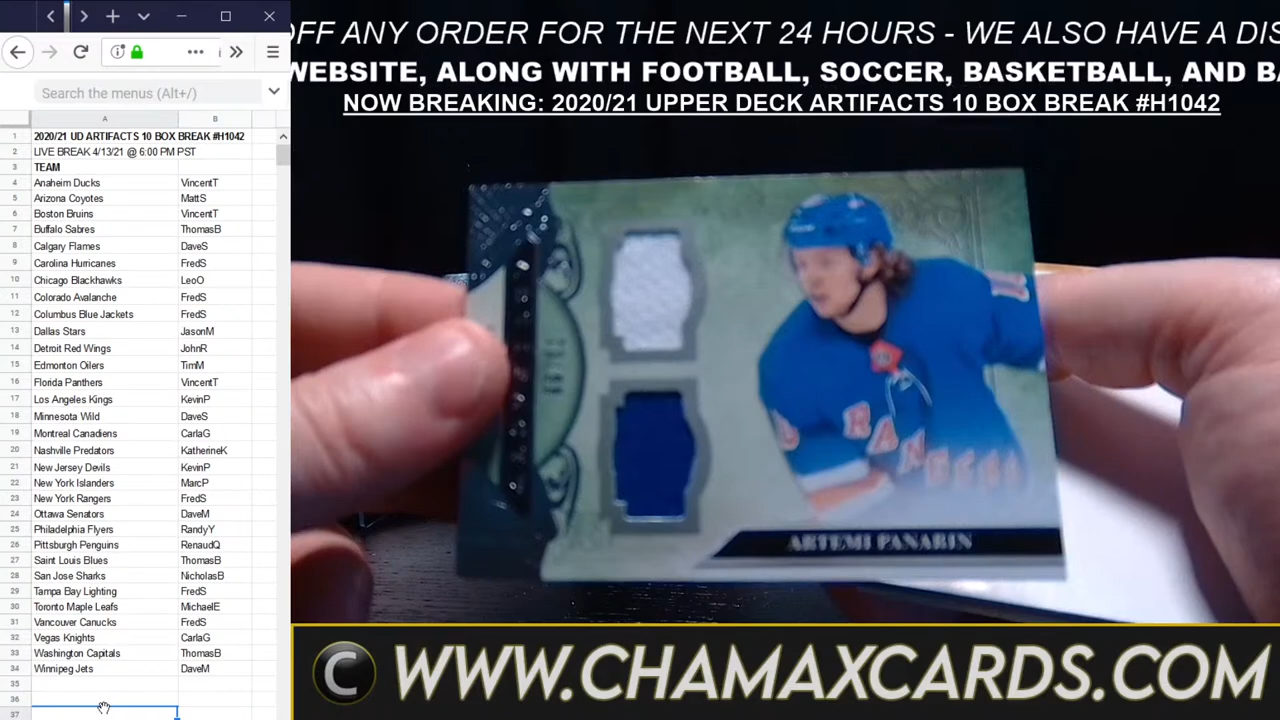 Search the menus (Alt+/)
A B
1 2020/21 UD ARTIFACTS 10 BOX BREAK #H1042
2 LIVE BREAK 4/13/21 @ 6:00 PM PST
3 TEAM
4 Anaheim Ducks VincentT
5 Arizona Coyotes MattS
6 Boston Bruins VincentT
7 Buffalo Sabres ThomasB
8 Calgary Flames DaveS
9 Carolina Hurricanes FredS
10 Chicago Blackhawks LeoO
11 Colorado Avalanche FredS
12 Columbus Blue Jackets FredS
13 Dallas Stars JasonM
14 Detroit Red Wings JohnR
15 Edmonton Oilers TimM
16 Florida Panthers VincentT
17 Los Angeles Kings KevinP
18 Minnesota Wild DaveS
19 Montreal Canadiens CarlaG
20 Nashville Predators KatherineK
21 New Jersey Devils KevinP
22 New York Islanders MarcP
23 New York Rangers FredS
24 Ottawa Senators DaveM
25 Philadelphia Flyers RandyY
26 Pittsburgh Penguins RenaudQ
27 Saint Louis Blues ThomasB
28 San Jose Sharks NicholasB
29 Tampa Bay Lighting FredS
30 Toronto Maple Leafs MichaelE
31 Vancouver Canucks FredS
32 Vegas Knights CarlaG
33 Washington Capitals ThomasB
34 Winnipeg Jets DaveM
35
36
37
OFF ANY ORDER FOR THE NEXT 24 HOURS - WE ALSO HAVE A DIS
WEBSITE, ALONG WITH FOOTBALL, SOCCER, BASKETBALL, AND BA
NOW BREAKING: 2020/21 UPPER DECK ARTIFACTS 10 BOX BREAK #H1042
RANGERS
ARTEMI PANARIN
C WWW.CHAMAXCARDS.COM